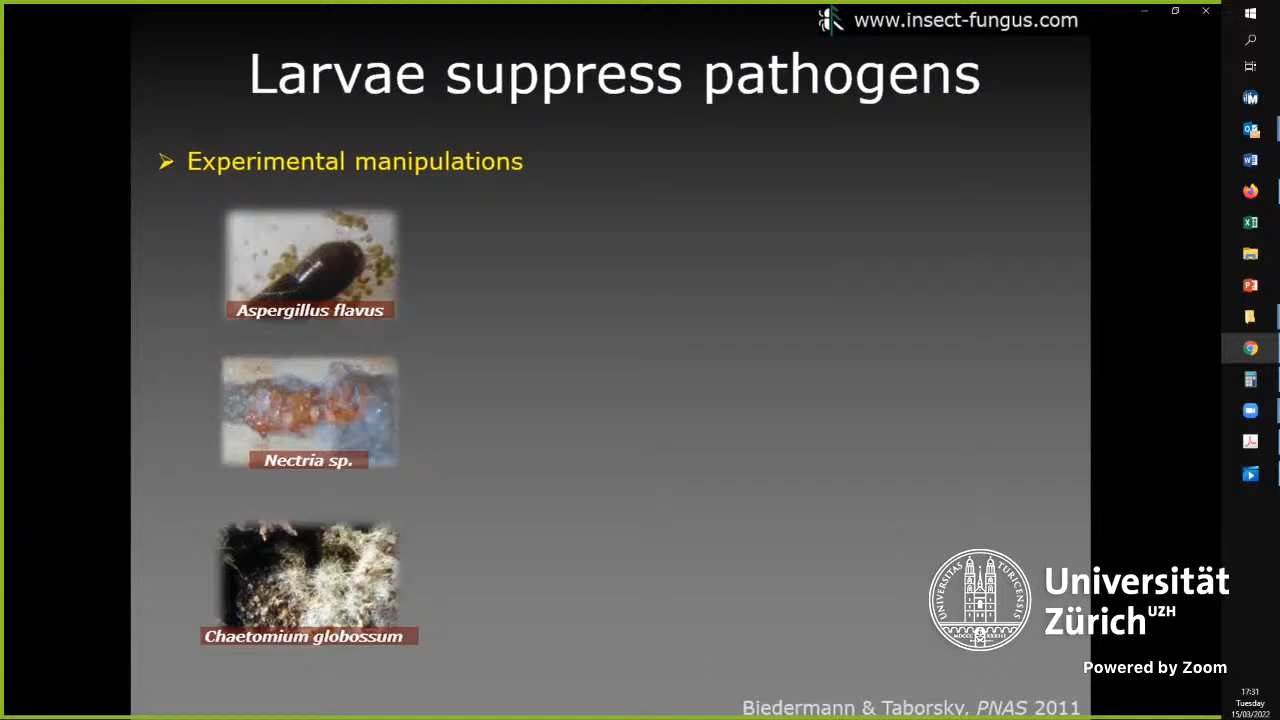 www.insect-fungus.com
Larvae suppress pathogens
Experimental manipulations
Aspergillus flavus
Nectria sp.
Chaetomium globossum
Universität
Zürich UZH
Powered by Zoom
Biedermann & Taborsky, PNAS 2011
17:31
Tuesday
15/03/2022